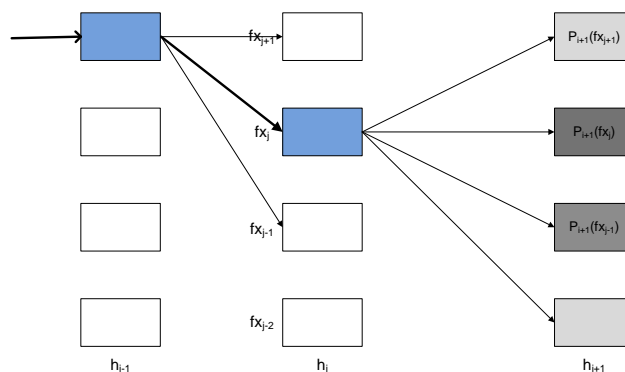 fx_{j+1}
P_{i+1}(fx_{j+1})
fx_j
P_{i+1}(fx_j)
fx_{j-1}
P_{i+1}(fx_{j-1})
fx_{j-2}
h_{i-1}
h_i
h_{i+1}